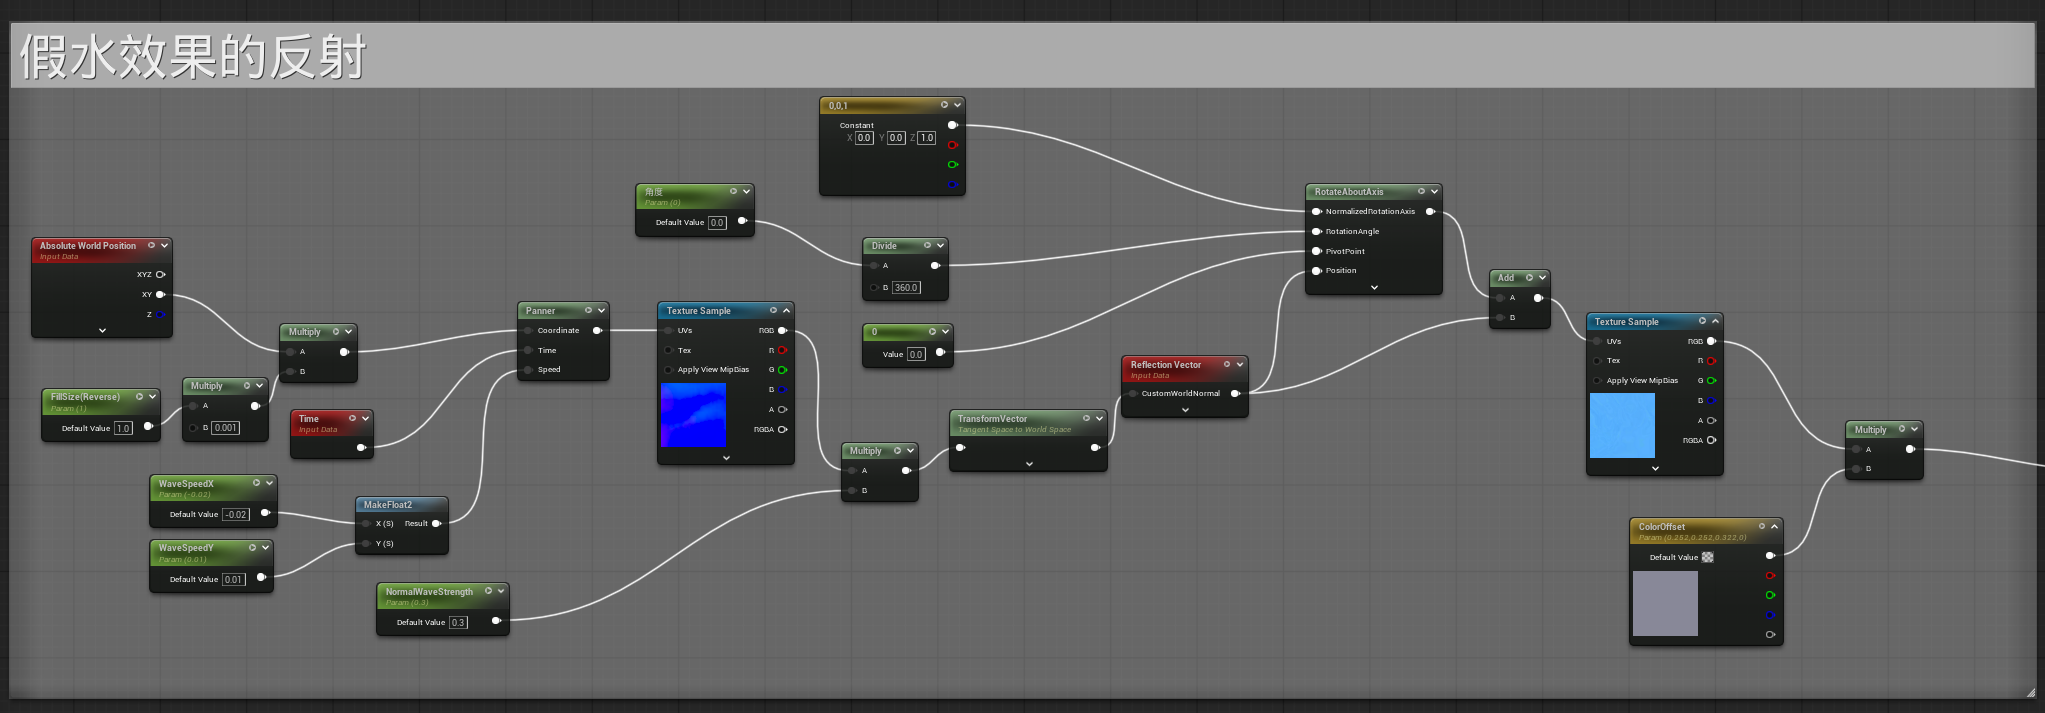 假水效果的反射
0,0,1
Constant
X 0.0 Y 0.0 Z 1.0
角度
Param (0)
Default Value 0.0
Absolute World Position
Input Data
XYZ
XY
Z
Divide
A
B 360.0
RotateAboutAxis
NormalizedRotationAxis
RotationAngle
PivotPoint
Position
Add
A
B
Multiply
A
B
Panner
Coordinate
Time
Speed
Texture Sample
UVs RGB
Tex R
Apply View MipBias G
B
A
RGBA
0
Value 0.0
Texture Sample
UVs RGB
Tex R
Apply View MipBias G
B
A
RGBA
Reflection Vector
Input Data
CustomWorldNormal
FillSize(Reverse)
Param (1)
Default Value 1.0
Multiply
A
B 0.001
Time
Input Data
TransformVector
Tangent Space to World Space
Multiply
A
B
Multiply
A
B
WaveSpeedX
Param (-0.02)
Default Value -0.02
MakeFloat2
X (S) Result
Y (S)
WaveSpeedY
Param (0.01)
Default Value 0.01
NormalWaveStrength
Param (0.3)
Default Value 0.3
ColorOffset
Param (0.252,0.252,0.322,0)
Default Value